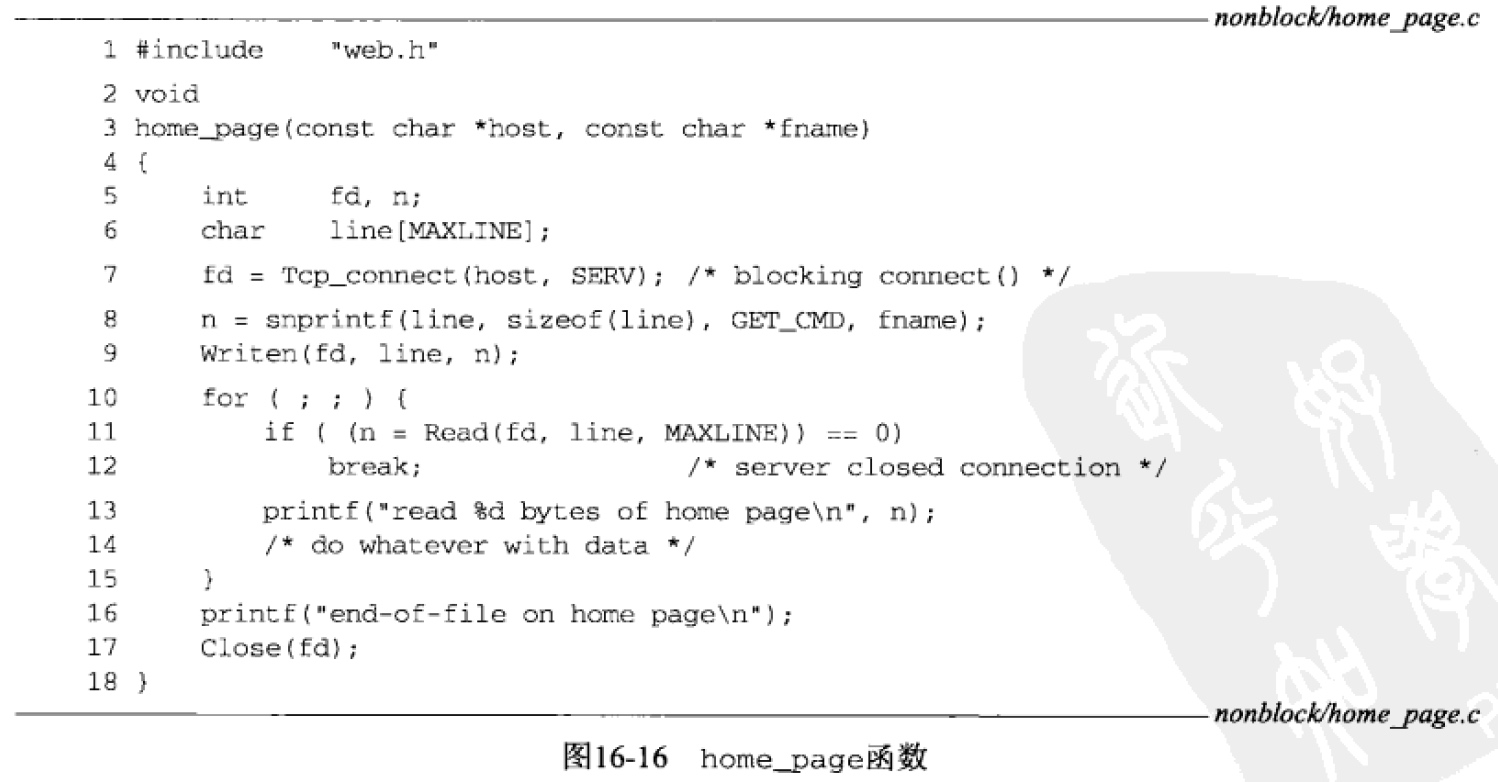 nonblock/home_page.c
1 #include    "web.h"
2 void
3 home_page(const char *host, const char *fname)
4 {
5     int     fd, n;
6     char    line[MAXLINE];
7     fd = Tcp_connect(host, SERV); /* blocking connect() */
8     n = snprintf(line, sizeof(line), GET_CMD, fname);
9     Writen(fd, line, n);
10     for ( ; ; ) {
11         if ( (n = Read(fd, line, MAXLINE)) == 0)
12             break;              /* server closed connection */
13         printf("read %d bytes of home page\n", n);
14         /* do whatever with data */
15     }
16     printf("end-of-file on home page\n");
17     Close(fd);
18 }
nonblock/home_page.c
图16-16 home_page函数